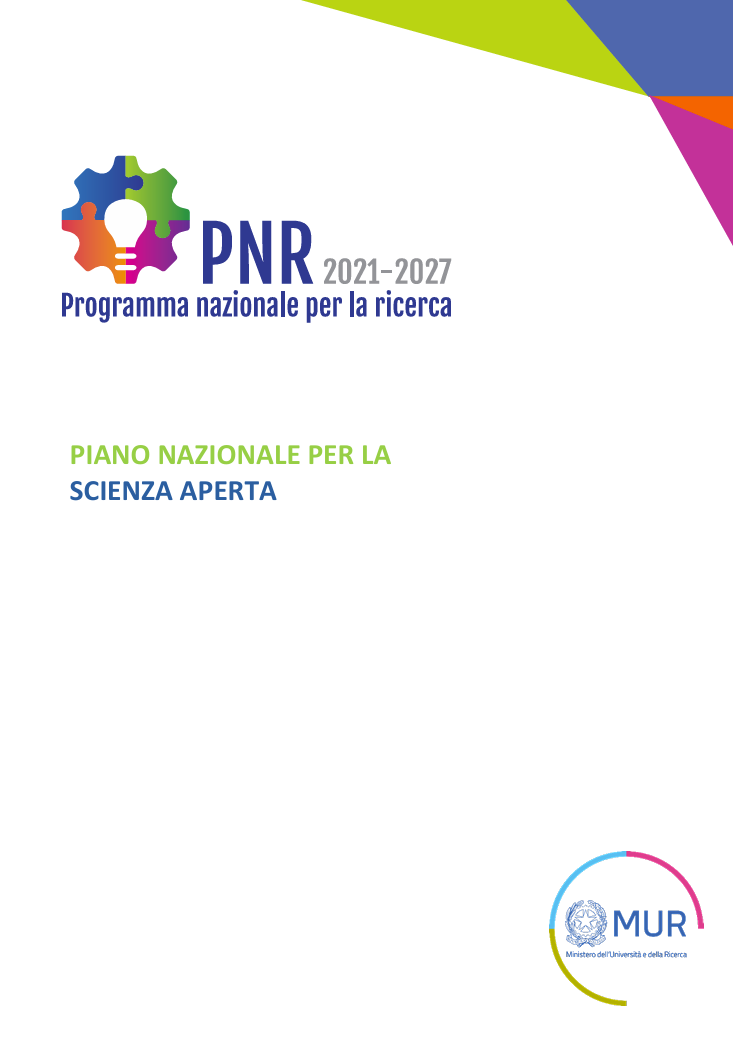 PNR 2021-2027
Programma nazionale per la ricerca
PIANO NAZIONALE PER LA
SCIENZA APERTA
MUR
Ministero dell'Università e della Ricerca